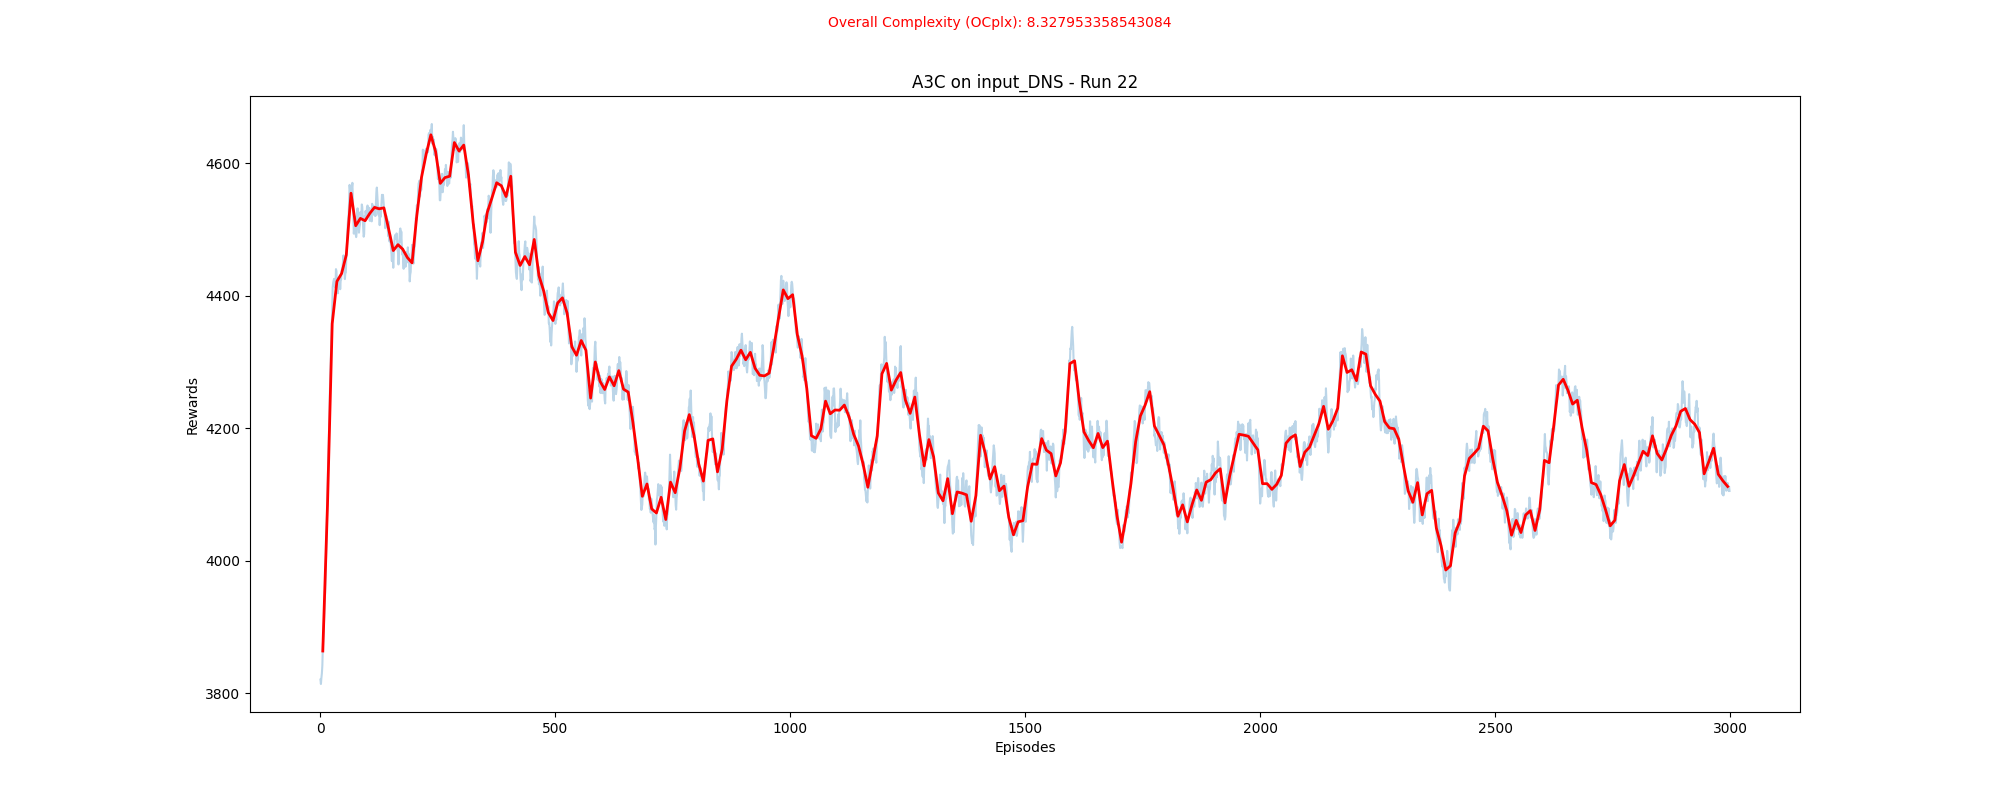 Overall Complexity (OCplx): 8.327953358543084
A3C on input_DNS - Run 22
Rewards
4600
4400
4200
4000
3800
0 500 1000 1500 2000 2500 3000
Episodes